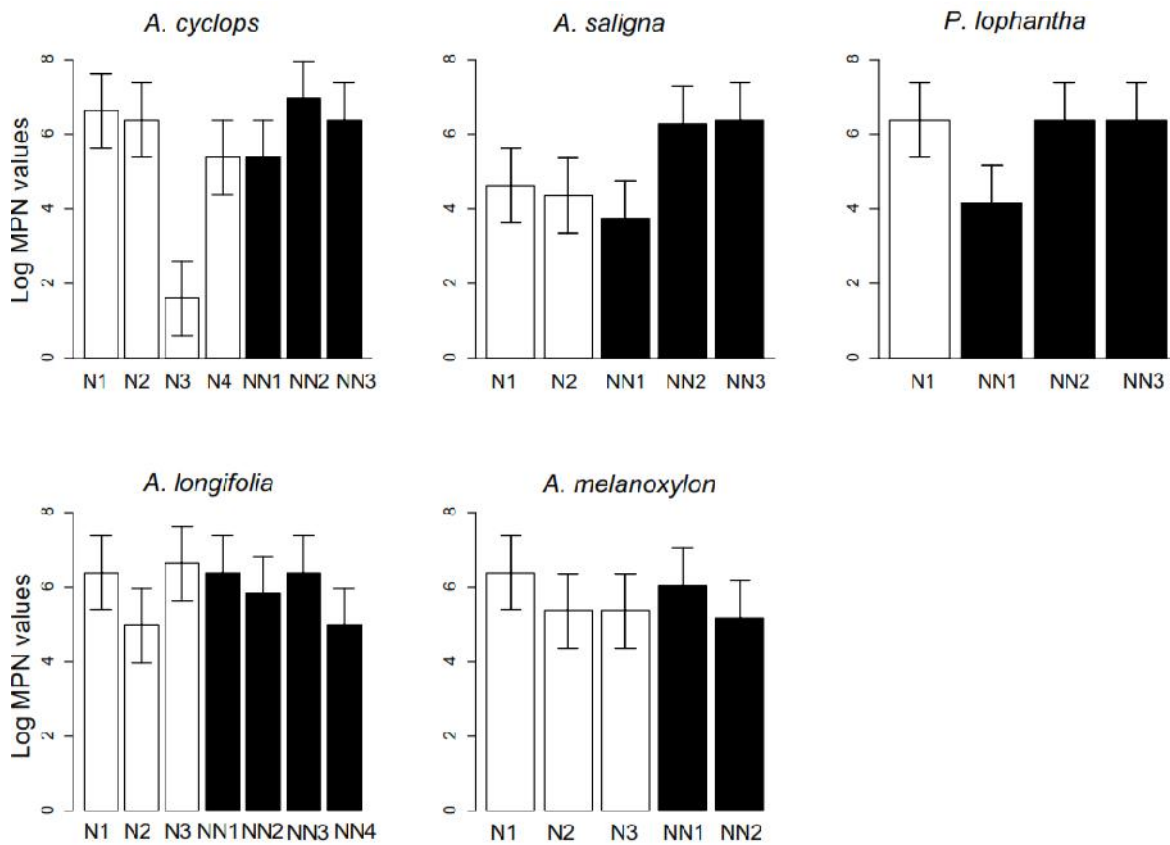 A. cyclops
A. saligna
P. lophantha
Log MPN values
0 2 4 6 8
0 2 4 6 8
0 2 4 6 8
N1 N2 N3 N4 NN1 NN2 NN3
N1 N2 NN1 NN2 NN3
N1 NN1 NN2 NN3
A. longifolia
A. melanoxylon
Log MPN values
0 2 4 6 8
0 2 4 6 8
N1 N2 N3 NN1 NN2 NN3 NN4
N1 N2 N3 NN1 NN2